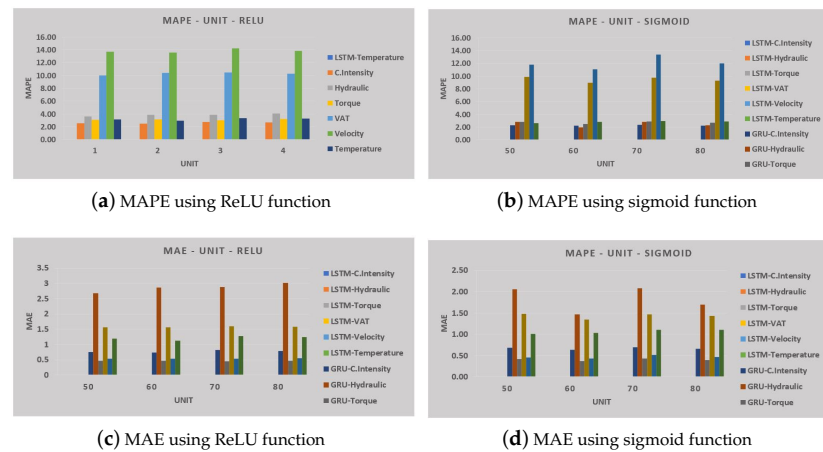 MAPE - UNIT - RELU
MAPE
16.00
14.00
12.00
10.00
8.00
6.00
4.00
2.00
0.00
1 2 3 4
UNIT
LSTM-Temperature
C.Intensity
Hydraulic
Torque
VAT
Velocity
Temperature
(a) MAPE using ReLU function
MAPE - UNIT - SIGMOID
MAPE
16.00
14.00
12.00
10.00
8.00
6.00
4.00
2.00
0.00
50 60 70 80
UNIT
LSTM-C.Intensity
LSTM-Hydraulic
LSTM-Torque
LSTM-VAT
LSTM-Velocity
LSTM-Temperature
GRU-C.Intensity
GRU-Hydraulic
GRU-Torque
(b) MAPE using sigmoid function
MAE - UNIT - RELU
MAE
3.5
3
2.5
2
1.5
1
0.5
0
50 60 70 80
UNIT
LSTM-C.Intensity
LSTM-Hydraulic
LSTM-Torque
LSTM-VAT
LSTM-Velocity
LSTM-Temperature
GRU-C.Intensity
GRU-Hydraulic
GRU-Torque
(c) MAE using ReLU function
MAPE - UNIT - SIGMOID
MAE
2.50
2.00
1.50
1.00
0.50
0.00
50 60 70 80
UNIT
LSTM-C.Intensity
LSTM-Hydraulic
LSTM-Torque
LSTM-VAT
LSTM-Velocity
LSTM-Temperature
GRU-C.Intensity
GRU-Hydraulic
GRU-Torque
(d) MAE using sigmoid function